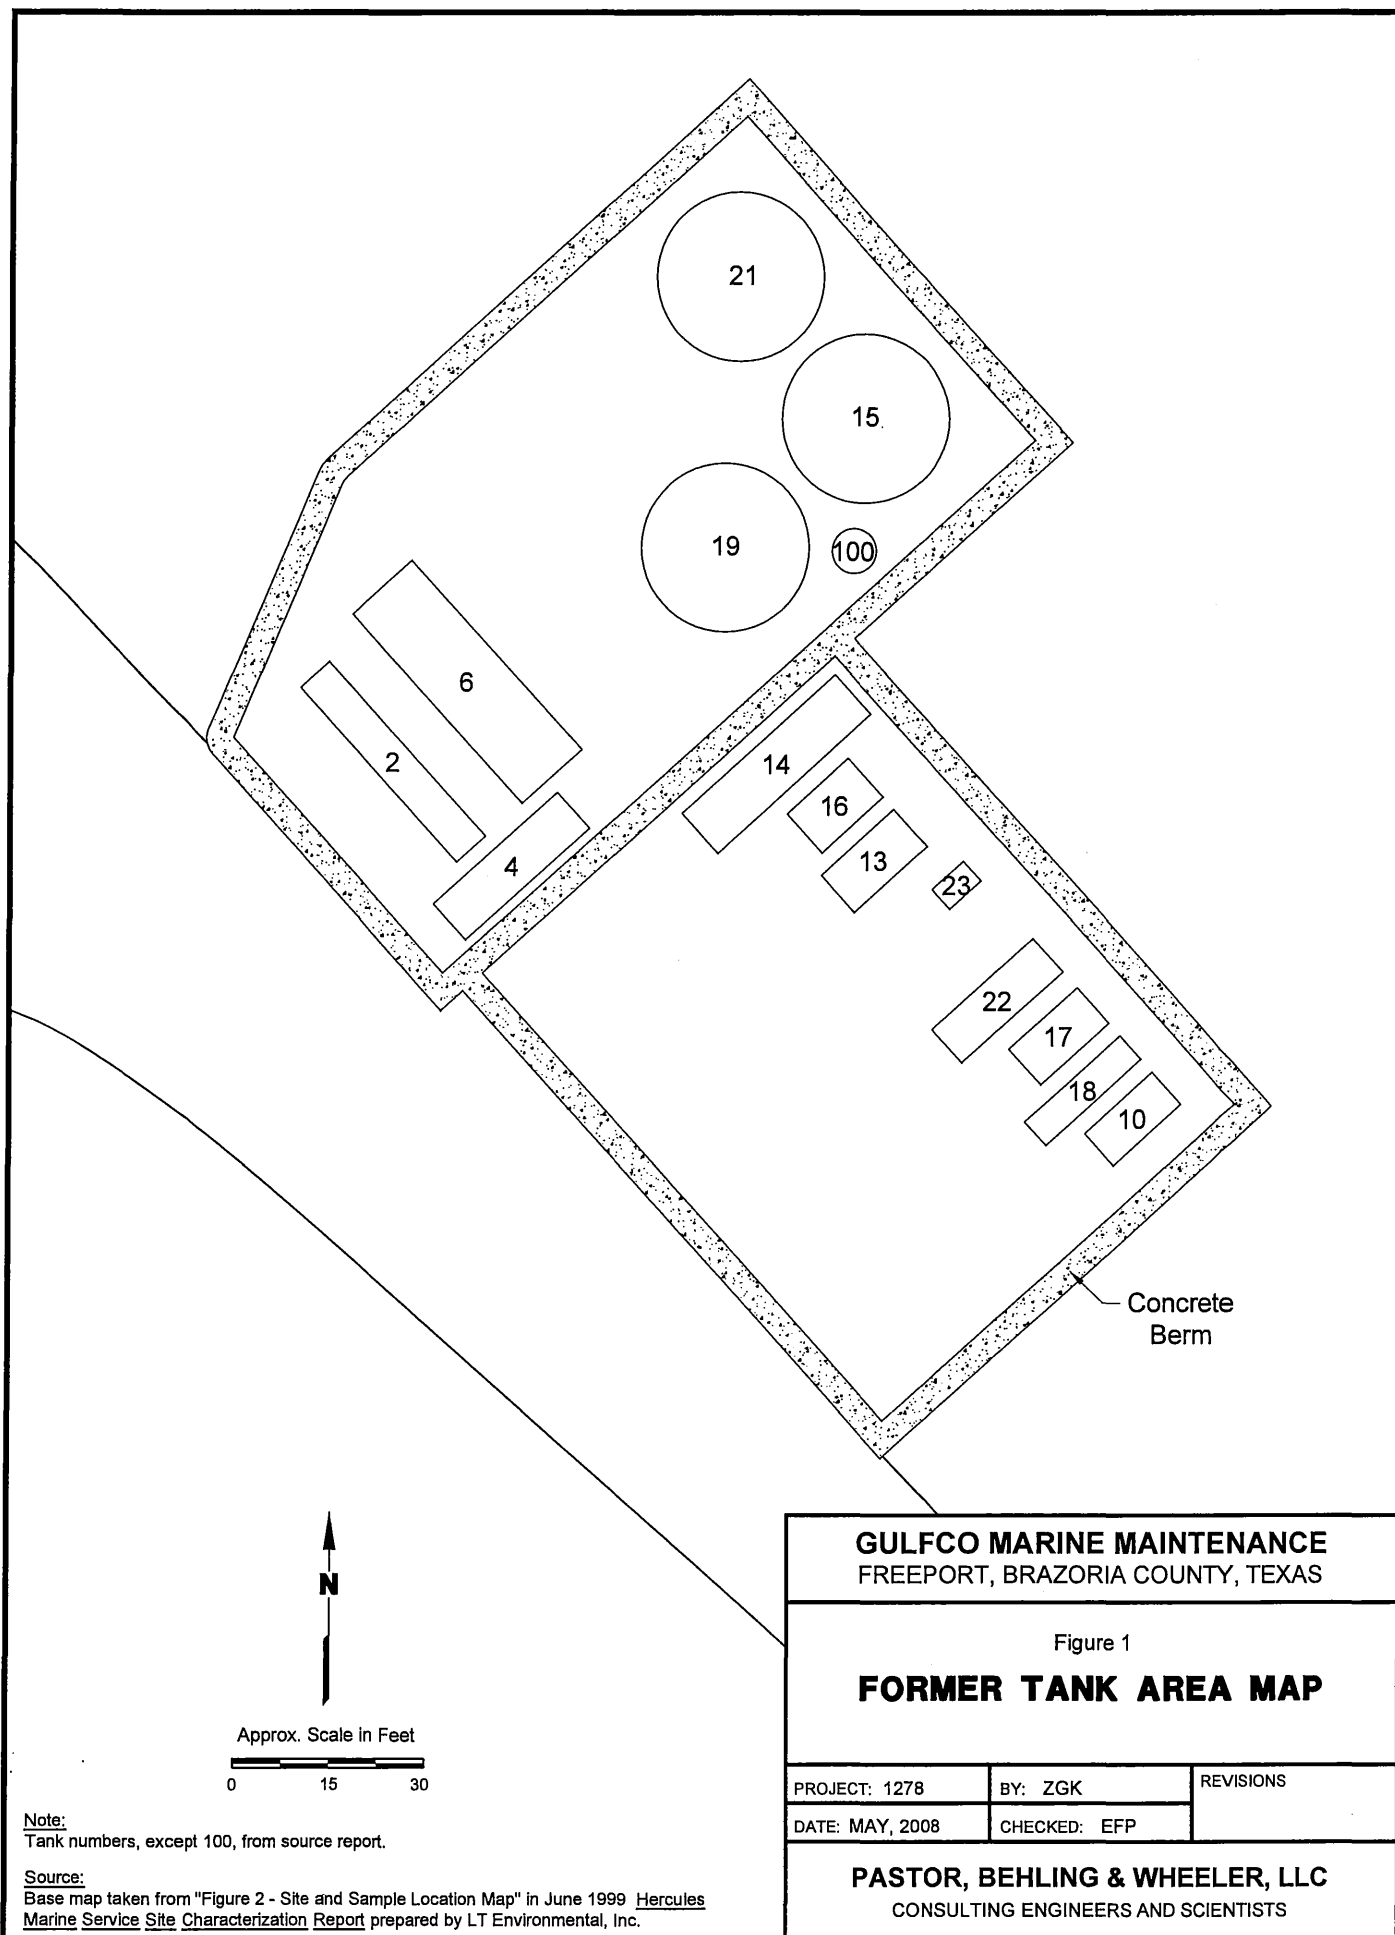 21
15
19
100
6
2
4
14
16
13
23
22
17
18
10
Concrete
Berm
N
Approx. Scale in Feet
0 15 30
Note:
Tank numbers, except 100, from source report.
Source:
Base map taken from "Figure 2 - Site and Sample Location Map" in June 1999 Hercules
Marine Service Site Characterization Report prepared by LT Environmental, Inc.
GULFCO MARINE MAINTENANCE
FREEPORT, BRAZORIA COUNTY, TEXAS
Figure 1
FORMER TANK AREA MAP
PROJECT: 1278 BY: ZGK REVISIONS
DATE: MAY, 2008 CHECKED: EFP
PASTOR, BEHLING & WHEELER, LLC
CONSULTING ENGINEERS AND SCIENTISTS